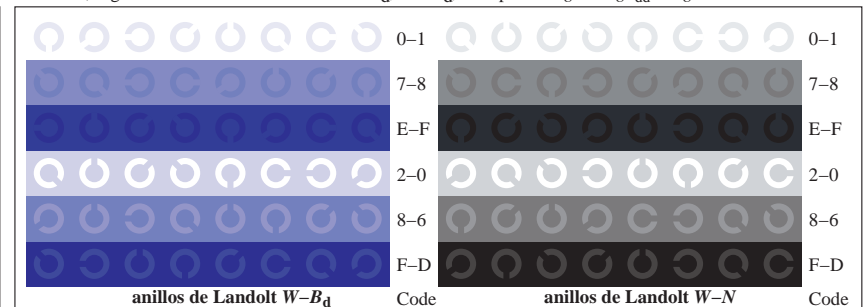 0–1 0–1
7–8 7–8
E–F E–F
2–0 2–0
8–6 8–6
F–D F–D
anillos de Landolt W–Bd Code anillos de Landolt W–N Code